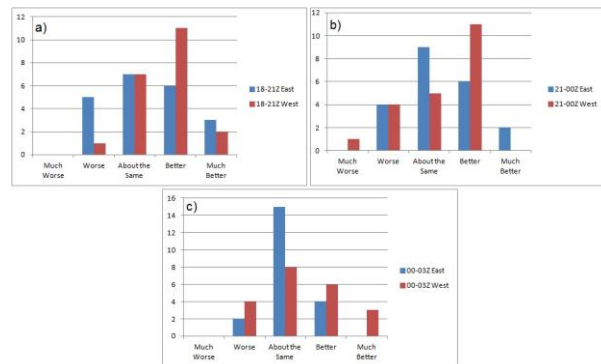 a)
12
10
8
6
4
2
0
Much Worse
Worse
About the Same
Better
Much Better
18-21Z East
18-21Z West
b)
12
10
8
6
4
2
0
Much Worse
Worse
About the Same
Better
Much Better
21-00Z East
21-00Z West
c)
16
14
12
10
8
6
4
2
0
Much Worse
Worse
About the Same
Better
Much Better
00-03Z East
00-03Z West